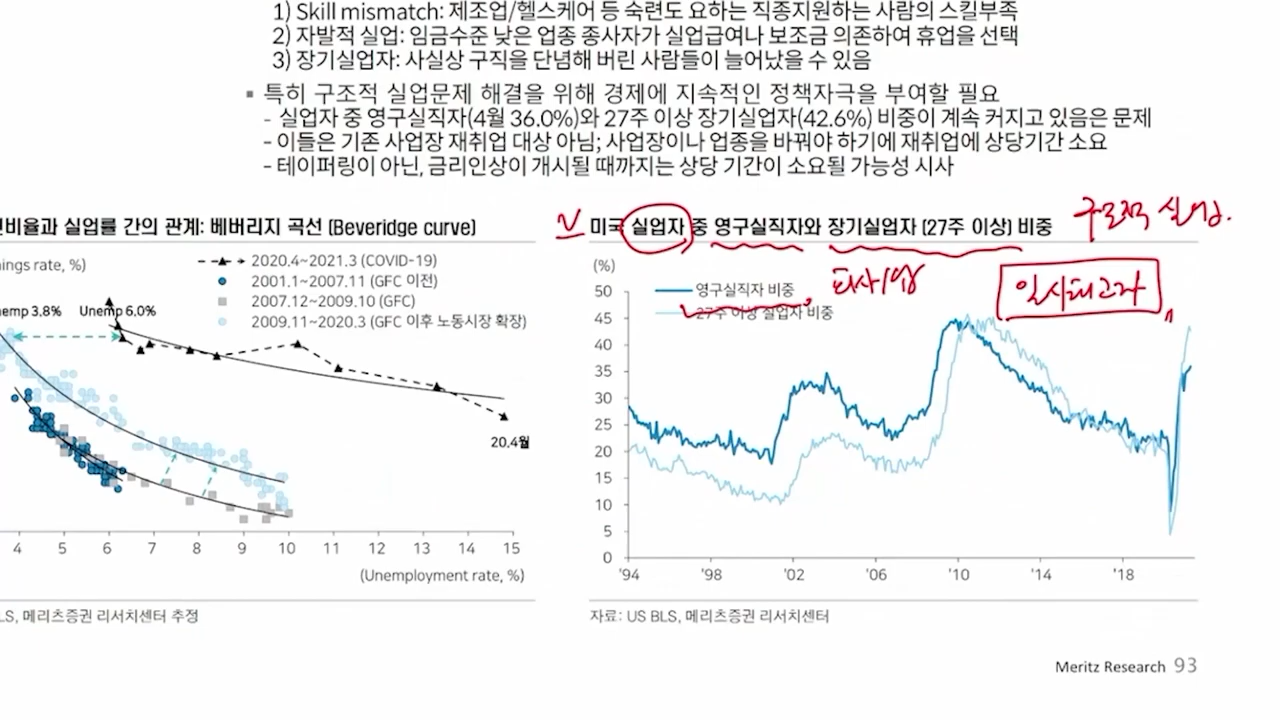 1) Skill mismatch: 제조업/헬스케어 등 숙련도 요하는 직종지원하는 사람의 스킬부족
2) 자발적 실업: 임금수준 낮은 업종 종사자가 실업급여나 보조금 의존하여 휴업을 선택
3) 장기실업자: 사실상 구직을 단념해 버린 사람들이 늘어났을 수 있음
▪ 특히 구조적 실업문제 해결을 위해 경제에 지속적인 정책자극을 부여할 필요
- 실업자 중 영구실직자(4월 36.0%)와 27주 이상 장기실업자(42.6%) 비중이 계속 커지고 있음은 문제
- 이들은 기존 사업장 재취업 대상 아님; 사업장이나 업종을 바꿔야 하기에 재취업에 상당기간 소요
- 테이퍼링이 아닌, 금리인상이 개시될 때까지는 상당 기간이 소요될 가능성 시사
인비율과 실업률 간의 관계: 베버리지 곡선 (Beveridge curve)
nings rate, %)
2020.4~2021.3 (COVID-19)
2001.1~2007.11 (GFC 이전)
2007.12~2009.10 (GFC)
2009.11~2020.3 (GFC 이후 노동시장 확장)
nemp 3.8%
Unemp 6.0%
20.4월
4 5 6 7 8 9 10 11 12 13 14 15
(Unemployment rate, %)
LS, 메리츠증권 리서치센터 추정
미국 실업자 중 영구실직자와 장기실업자 (27주 이상) 비중
구조적 실업.
일시해고자
(%)
영구실직자 비중
27주 이상 실업자 비중
50
45
40
35
30
25
20
15
10
5
0
'94 '98 '02 '06 '10 '14 '18
자료: US BLS, 메리츠증권 리서치센터
Meritz Research 93